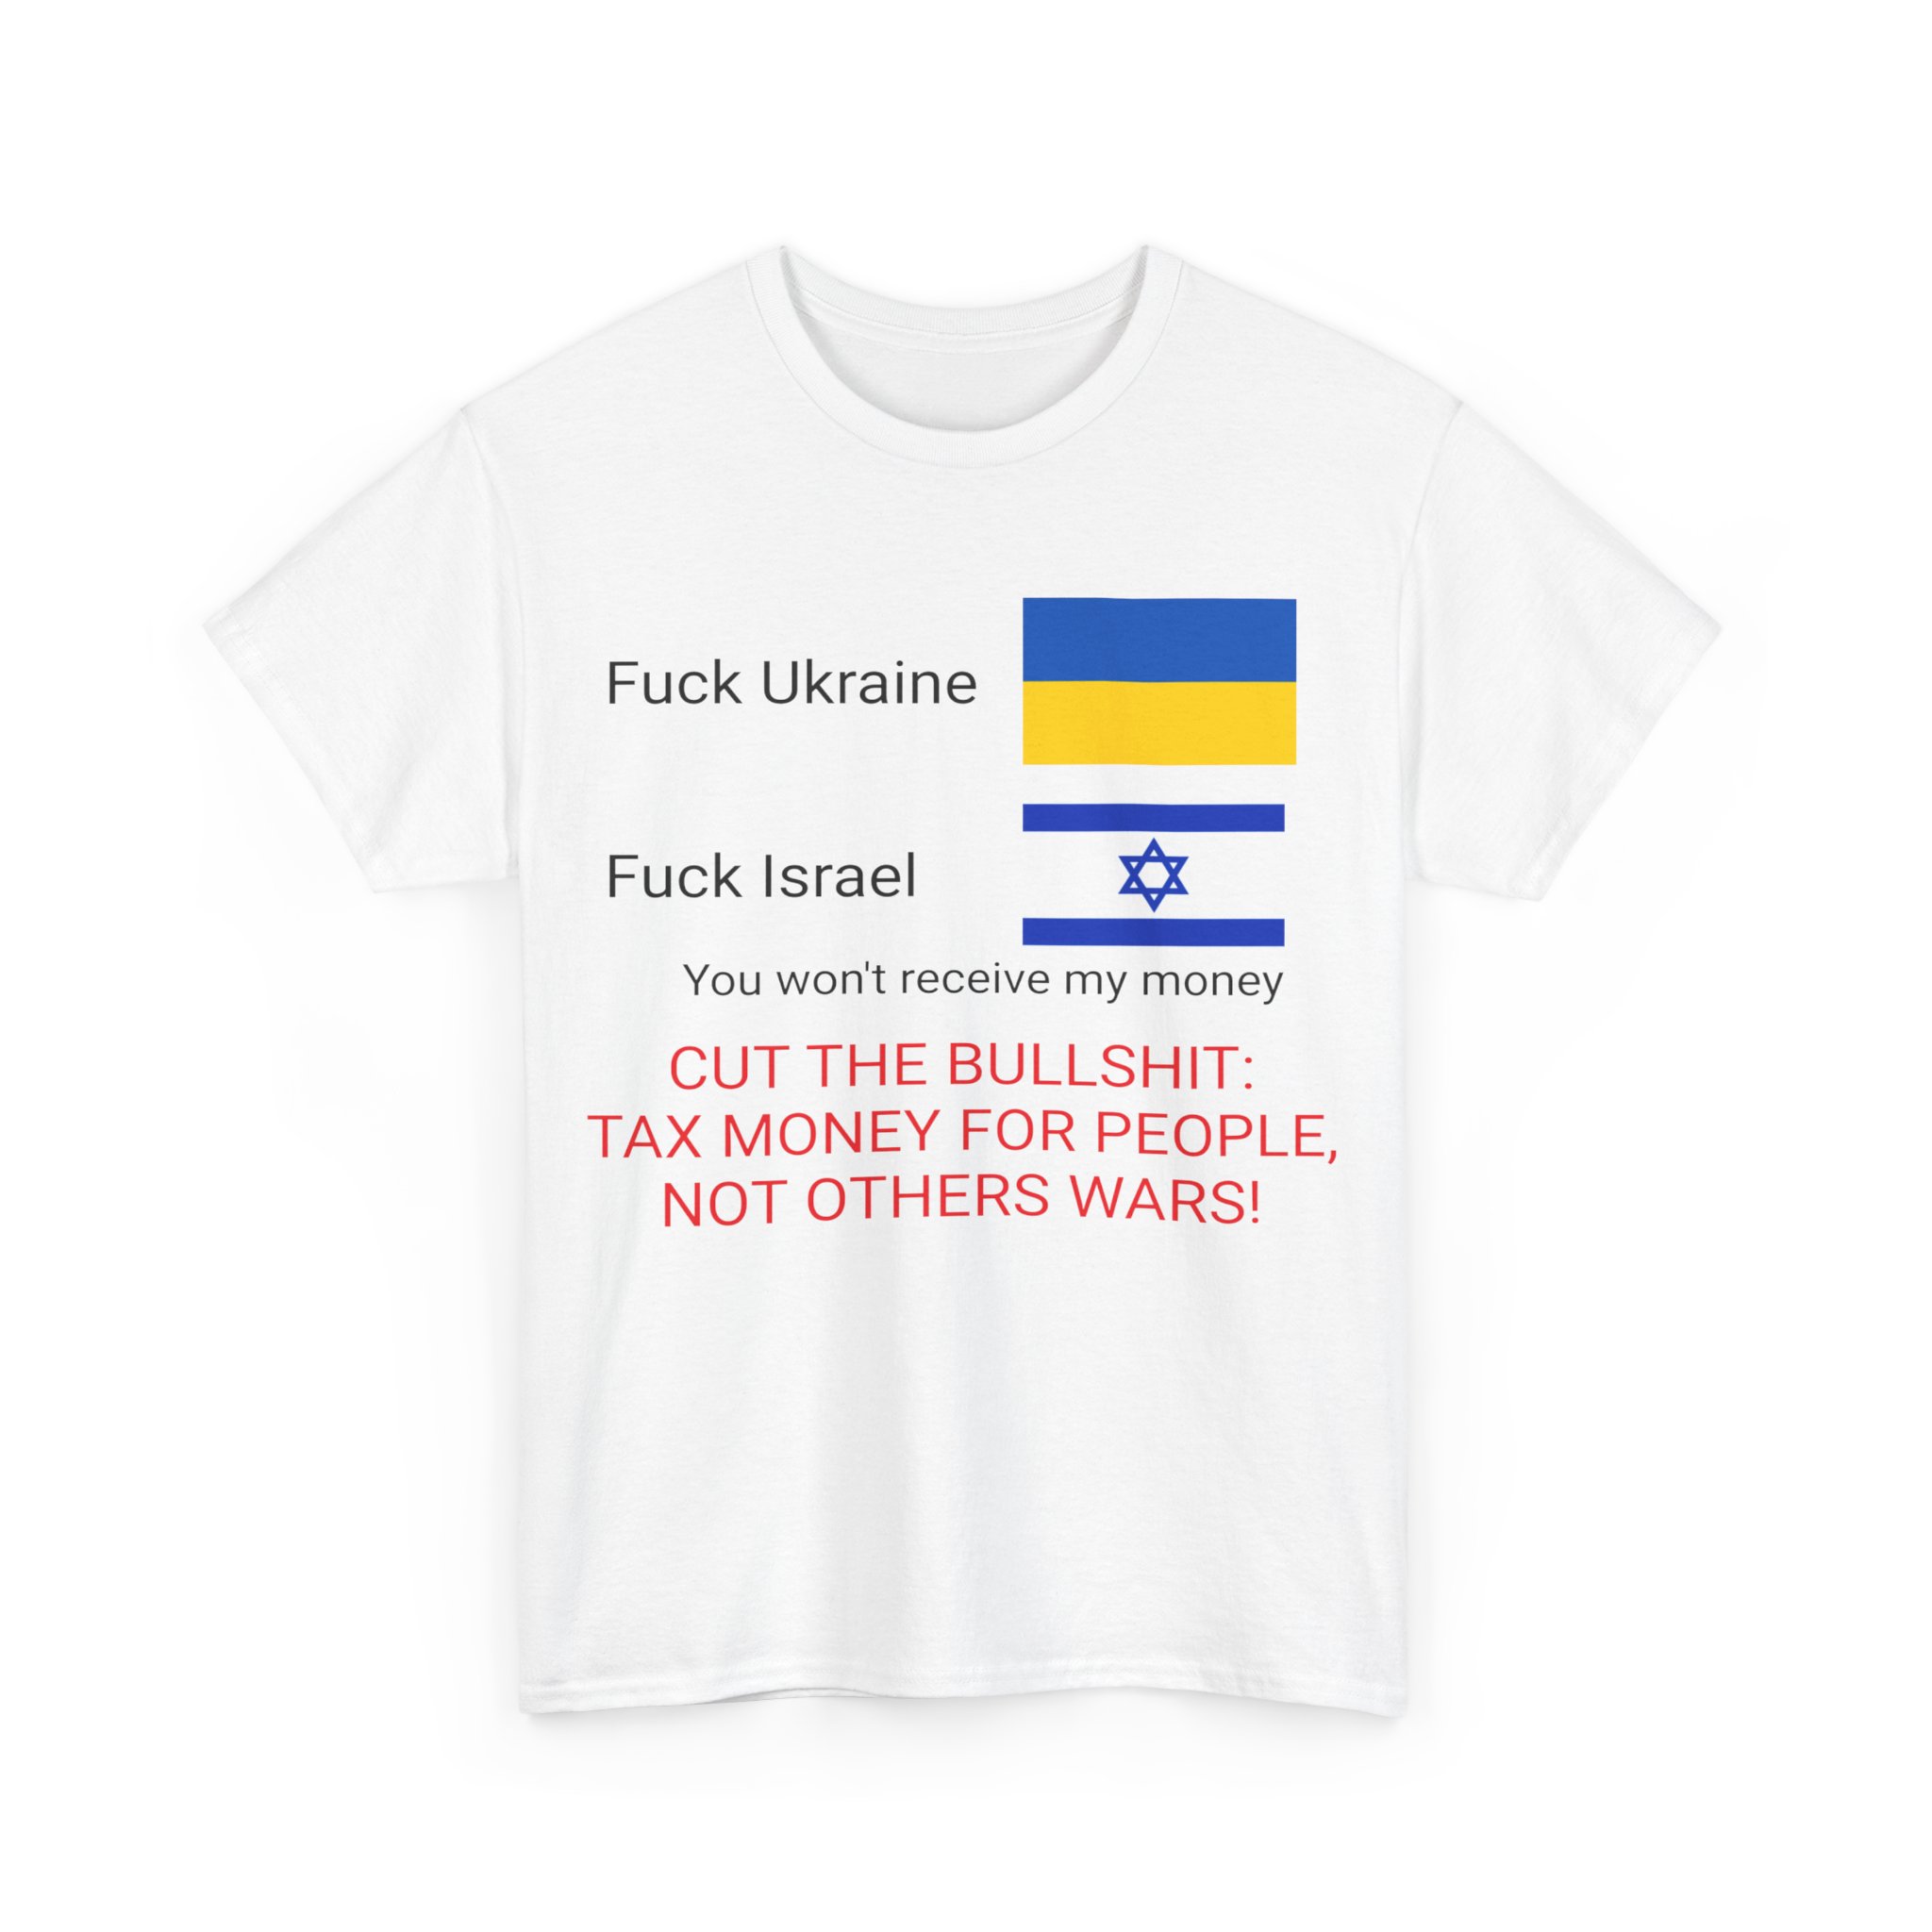 Fuck Ukraine
Fuck Israel
You won't receive my money
CUT THE BULLSHIT:
TAX MONEY FOR PEOPLE,
NOT OTHERS WARS!